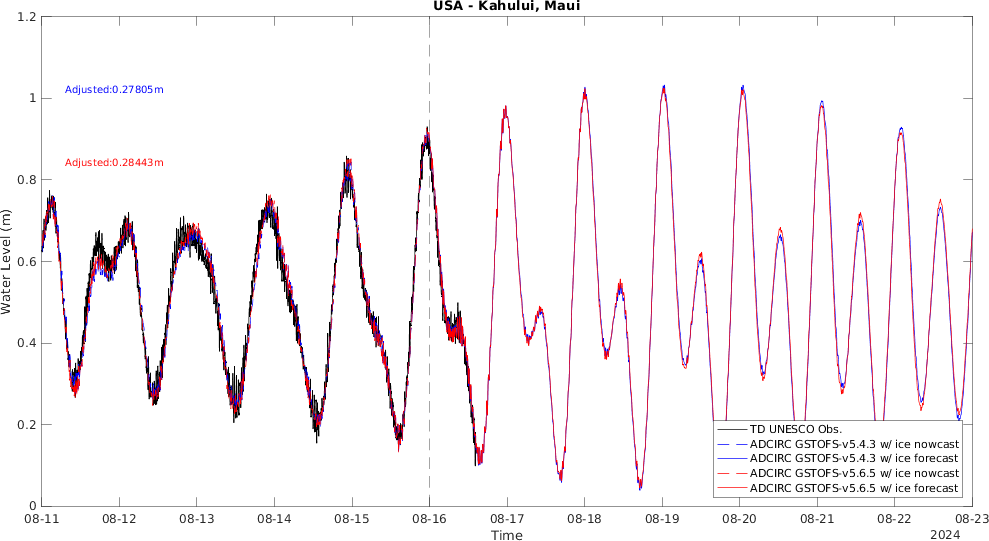 USA - Kahului, Maui
Water Level (m)
1.2
1
0.8
0.6
0.4
0.2
0
Adjusted:0.27805m
Adjusted:0.28443m
TD UNESCO Obs.
ADCIRC GSTOFS-v5.4.3 w/ ice nowcast
ADCIRC GSTOFS-v5.4.3 w/ ice forecast
ADCIRC GSTOFS-v5.6.5 w/ ice nowcast
ADCIRC GSTOFS-v5.6.5 w/ ice forecast
08-11 08-12 08-13 08-14 08-15 08-16 08-17 08-18 08-19 08-20 08-21 08-22 08-23
Time
2024